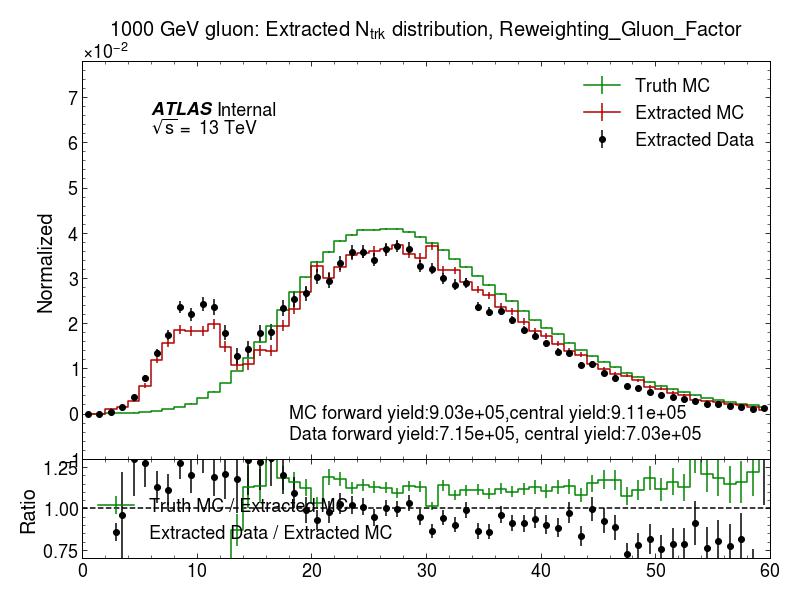 1000 GeV gluon: Extracted N_trk distribution, Reweighting_Gluon_Factor
×10⁻²
ATLAS Internal
√s = 13 TeV
Truth MC
Extracted MC
Extracted Data
Normalized
7
6
5
4
3
2
1
0
MC forward yield:9.03e+05,central yield:9.11e+05
Data forward yield:7.15e+05, central yield:7.03e+05
1
Ratio
1.25
1.00
0.75
Truth MC / Extracted MC
Extracted Data / Extracted MC
0 10 20 30 40 50 60